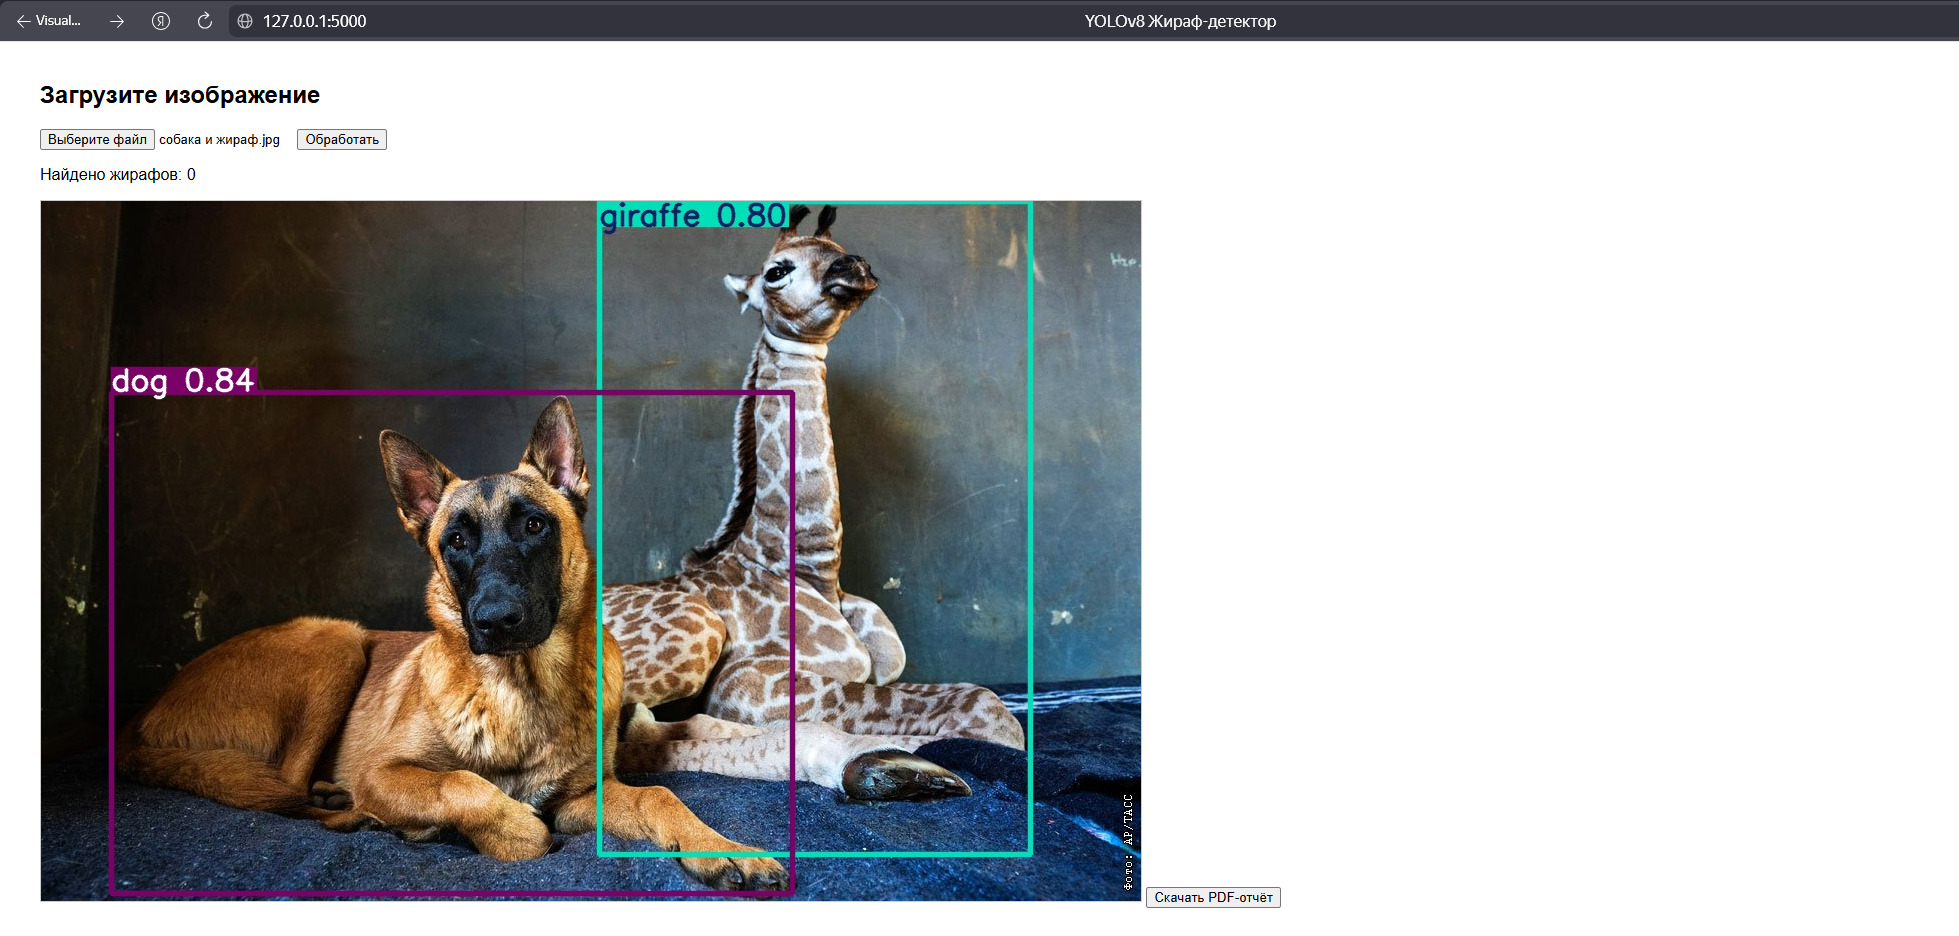 Visual...
127.0.0.1:5000
YOLOv8 Жираф-детектор
Загрузите изображение
Выберите файл собака и жираф.jpg Обработать
Найдено жирафов: 0
giraffe 0.80
dog 0.84
Фото: AP/ТАСС
Скачать PDF-отчёт